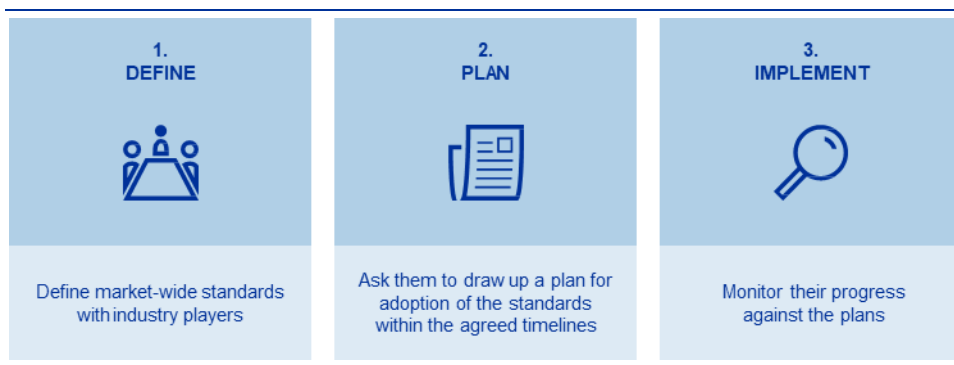 1.
DEFINE
Define market-wide standards
with industry players
2.
PLAN
Ask them to draw up a plan for
adoption of the standards
within the agreed timelines
3.
IMPLEMENT
Monitor their progress
against the plans